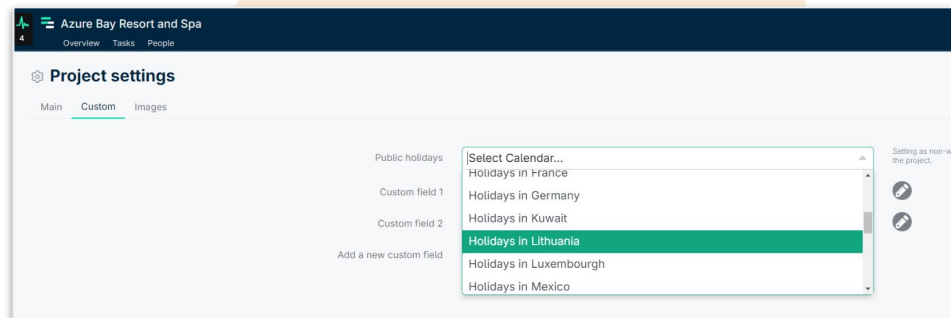 Azure Bay Resort and Spa
4
Overview Tasks People
Project settings
Main Custom Images
Public holidays
Select Calendar...
Setting as non-w
the project.
Holidays in France
Custom field 1
Holidays in Germany
Custom field 2
Holidays in Kuwait
Holidays in Lithuania
Add a new custom field
Holidays in Luxembourgh
Holidays in Mexico